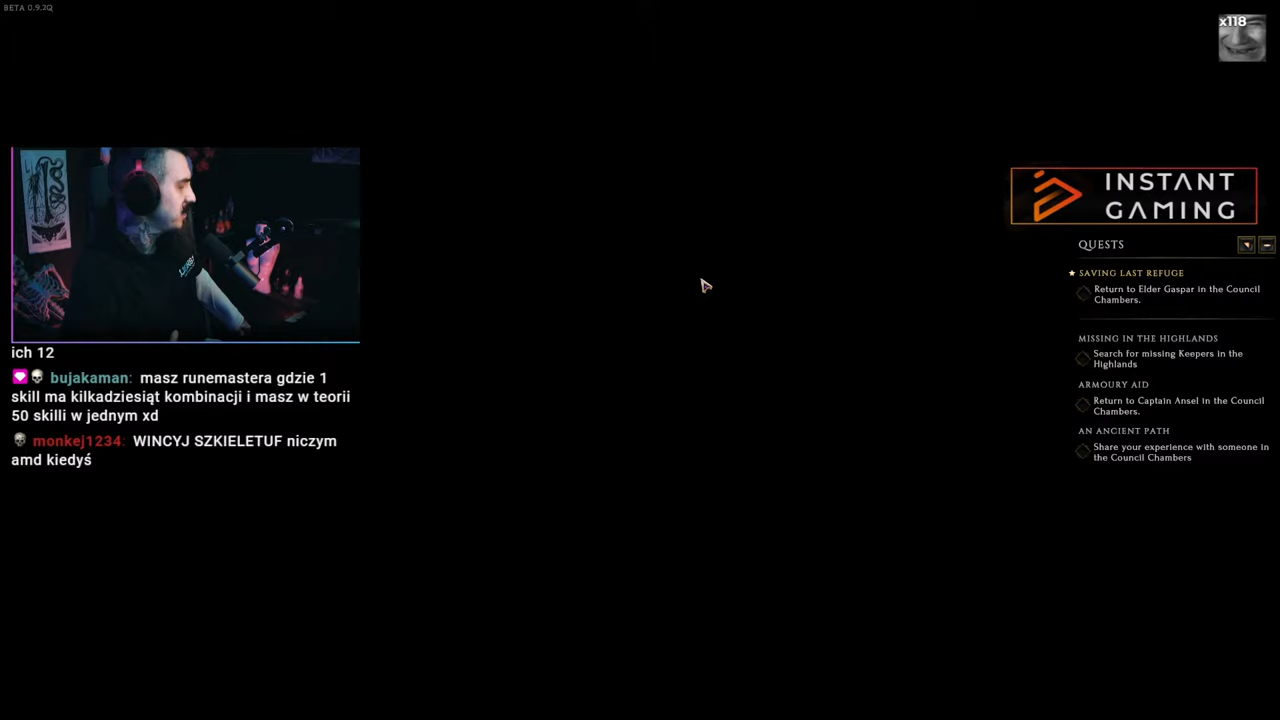 BETA 0.9.2Q
x118
INSTANT
GAMING
QUESTS
SAVING LAST REFUGE
Return to Elder Gaspar in the Council
Chambers.
MISSING IN THE HIGHLANDS
Search for missing Keepers in the
Highlands
ARMOURY AID
Return to Captain Ansel in the Council
Chambers.
AN ANCIENT PATH
Share your experience with someone in
the Council Chambers
ich 12
bujakaman: masz runemastera gdzie 1
skill ma kilkadziesiąt kombinacji i masz w teorii
50 skilli w jednym xd
monkej1234: WINCYJ SZKIELETUF niczym
amd kiedyś